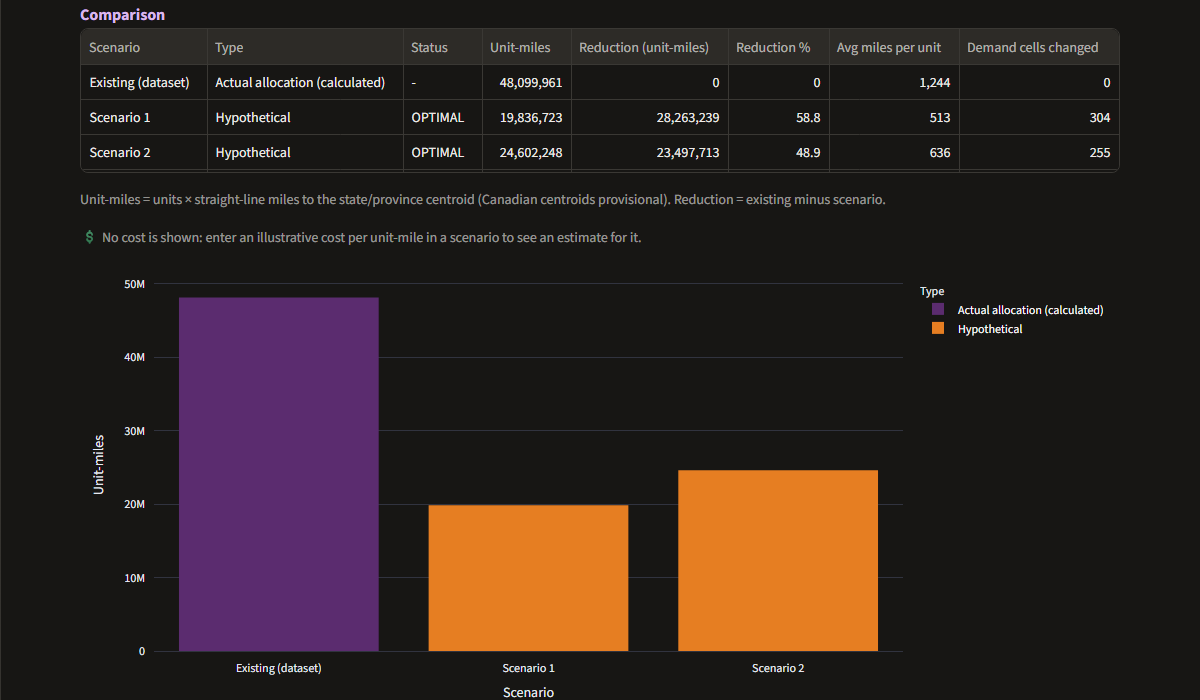 Comparison
Scenario Type Status Unit-miles Reduction (unit-miles) Reduction % Avg miles per unit Demand cells changed
Existing (dataset) Actual allocation (calculated) - 48,099,961 0 0 1,244 0
Scenario 1 Hypothetical OPTIMAL 19,836,723 28,263,239 58.8 513 304
Scenario 2 Hypothetical OPTIMAL 24,602,248 23,497,713 48.9 636 255
Unit-miles = units × straight-line miles to the state/province centroid (Canadian centroids provisional). Reduction = existing minus scenario.
$ No cost is shown: enter an illustrative cost per unit-mile in a scenario to see an estimate for it.
50M
40M
30M
20M
10M
0
Unit-miles
Existing (dataset) Scenario 1 Scenario 2
Scenario
Type
Actual allocation (calculated)
Hypothetical